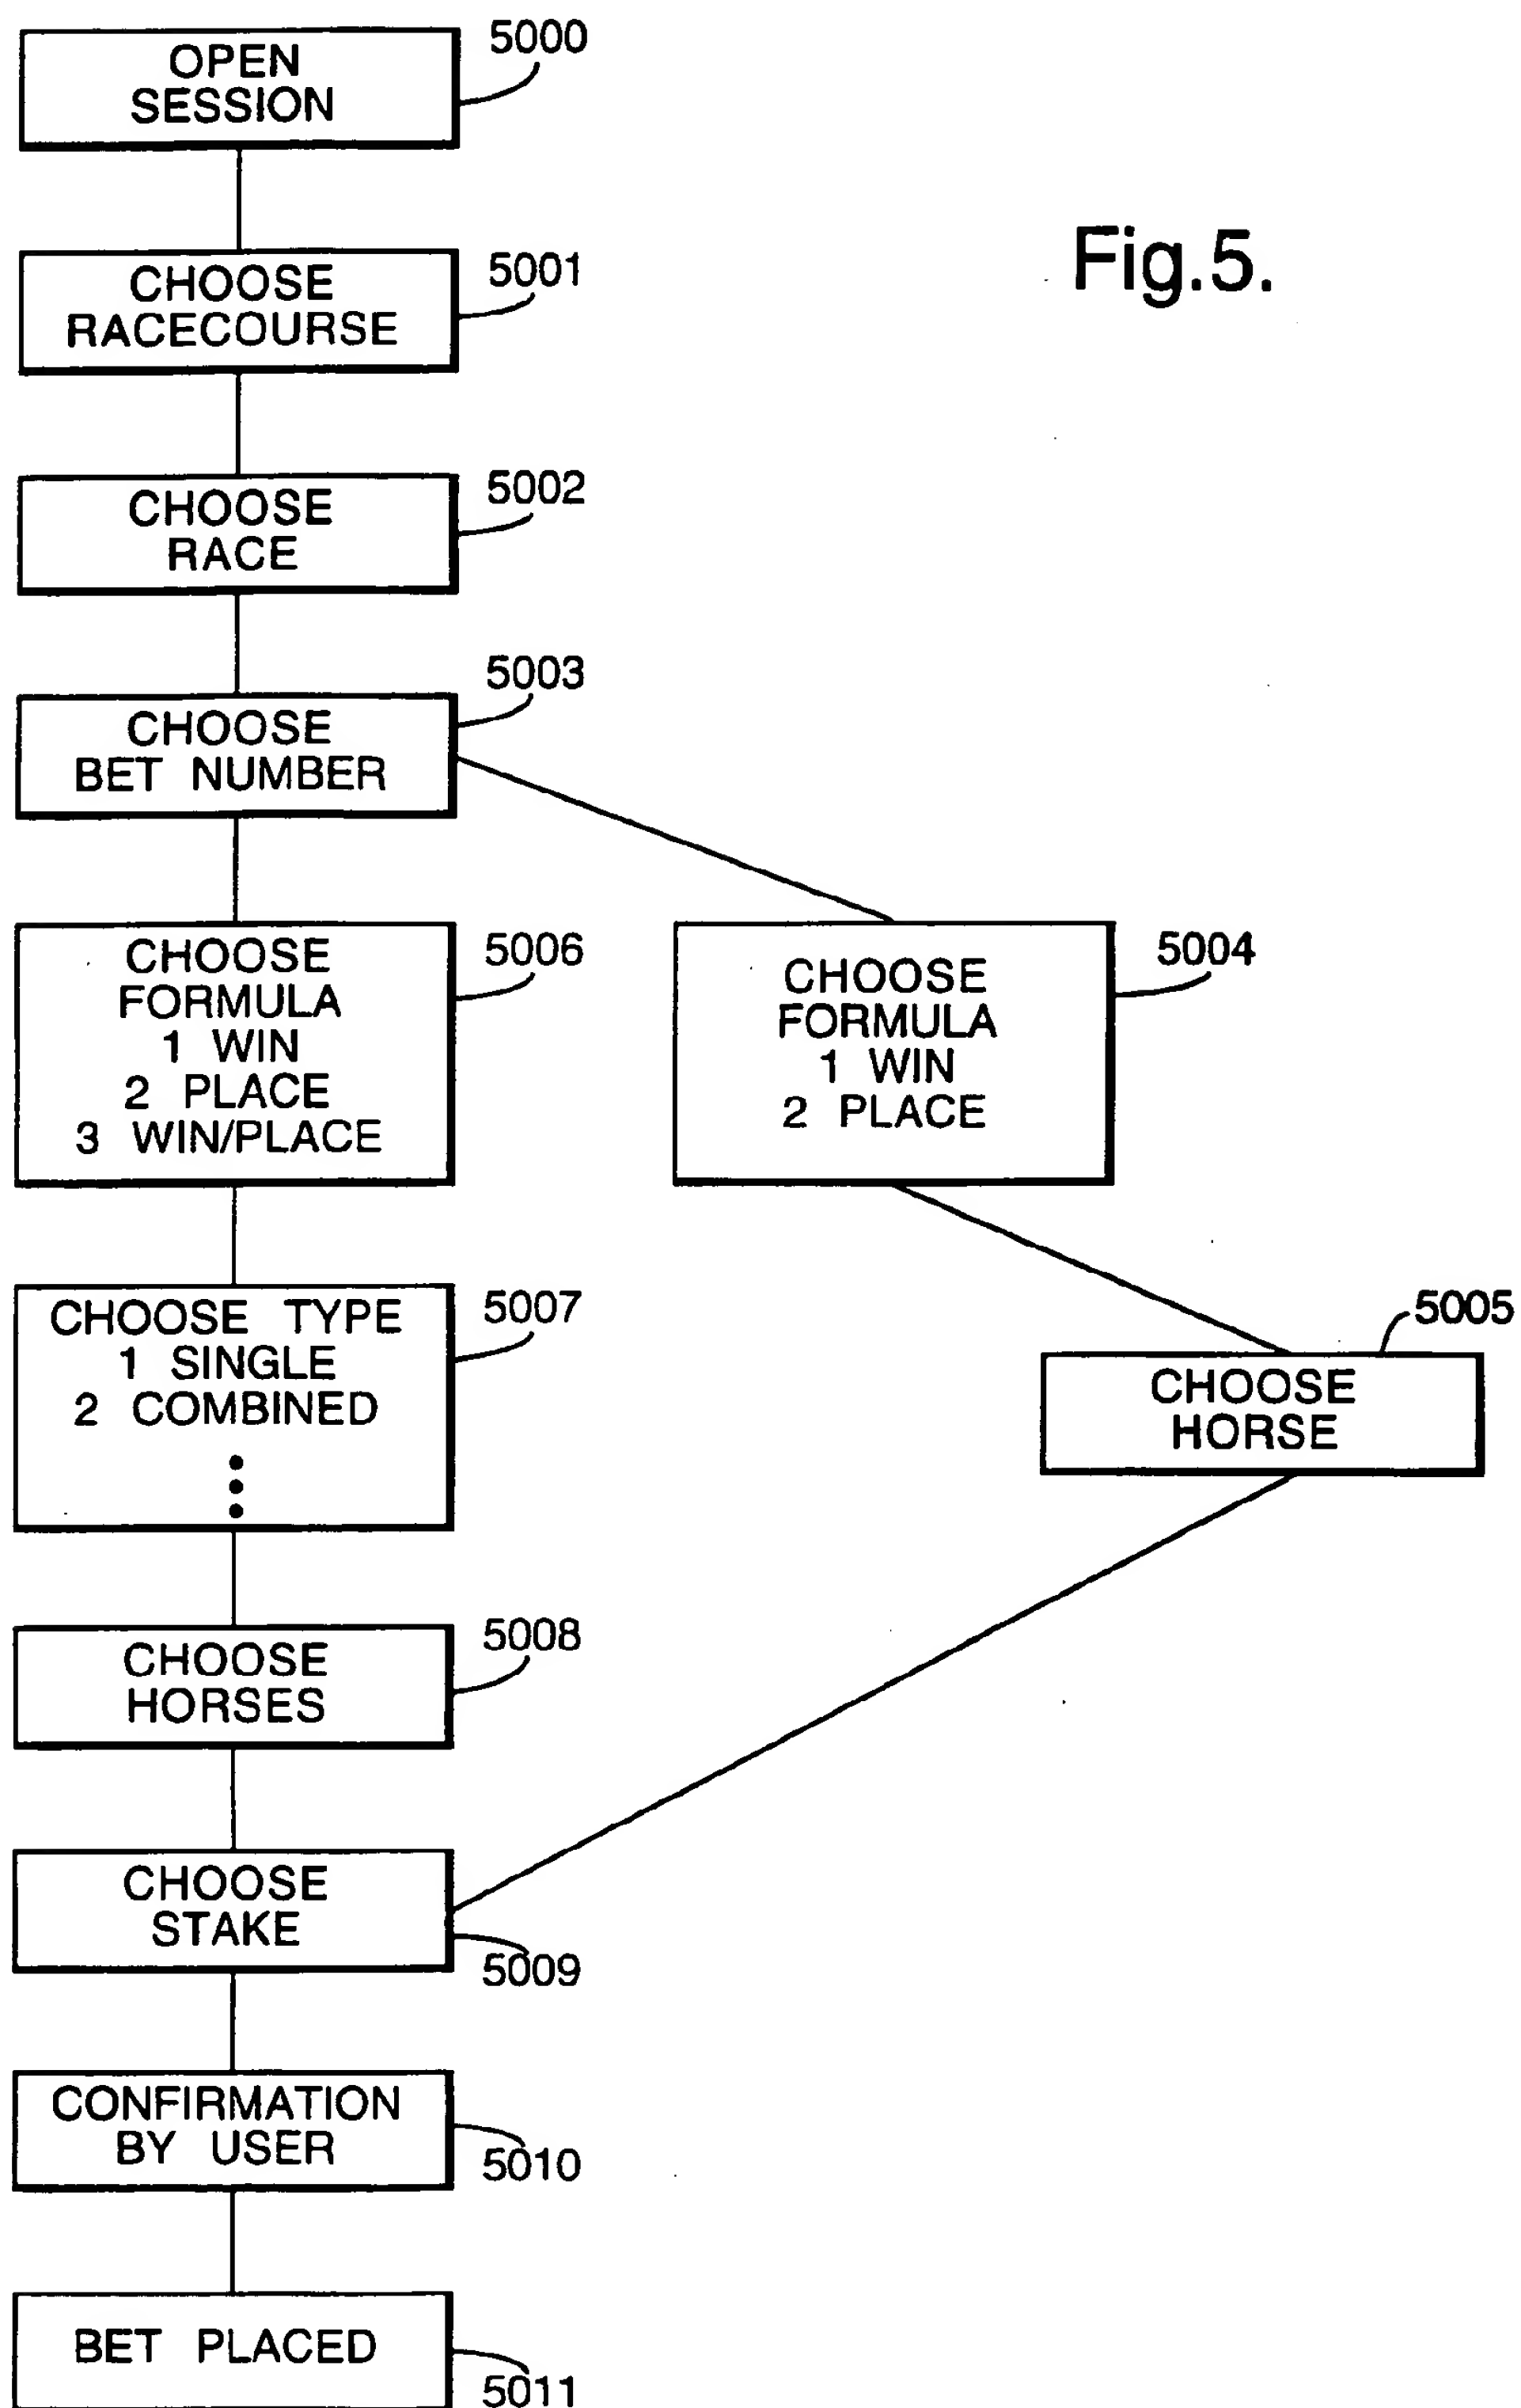 OPEN
SESSION
5000
CHOOSE
RACECOURSE
5001
Fig.5.
CHOOSE
RACE
5002
CHOOSE
BET NUMBER
5003
CHOOSE
FORMULA
1 WIN
2 PLACE
3 WIN/PLACE
5006
CHOOSE
FORMULA
1 WIN
2 PLACE
5004
CHOOSE TYPE
1 SINGLE
2 COMBINED
5007
CHOOSE
HORSE
5005
CHOOSE
HORSES
5008
CHOOSE
STAKE
5009
CONFIRMATION
BY USER
5010
BET PLACED
5011